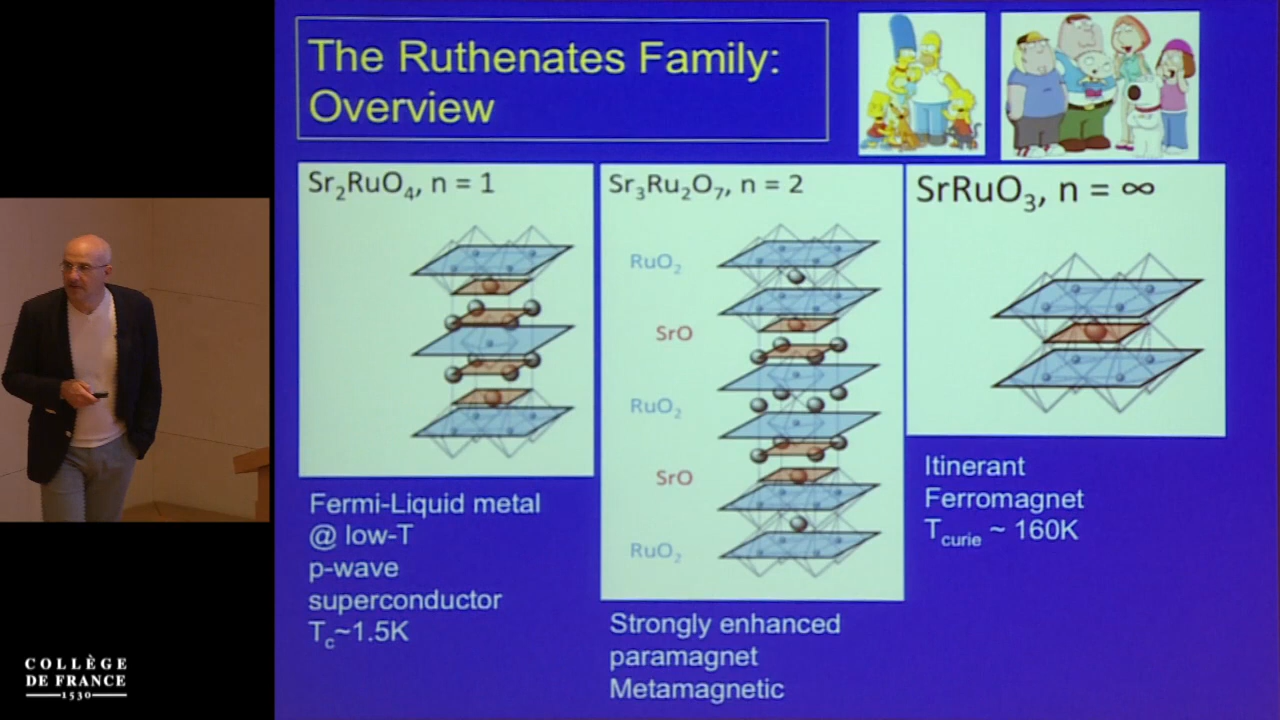 The Ruthenates Family:
Overview
Sr₂RuO₄, n = 1
Fermi-Liquid metal
@ low-T
p-wave
superconductor
Tc~1.5K
Sr₃Ru₂O₇, n = 2
RuO₂
SrO
RuO₂
SrO
RuO₂
Strongly enhanced
paramagnet
Metamagnetic
SrRuO₃, n = ∞
Itinerant
Ferromagnet
Tcurie ~ 160K
COLLÈGE
DE FRANCE
1530